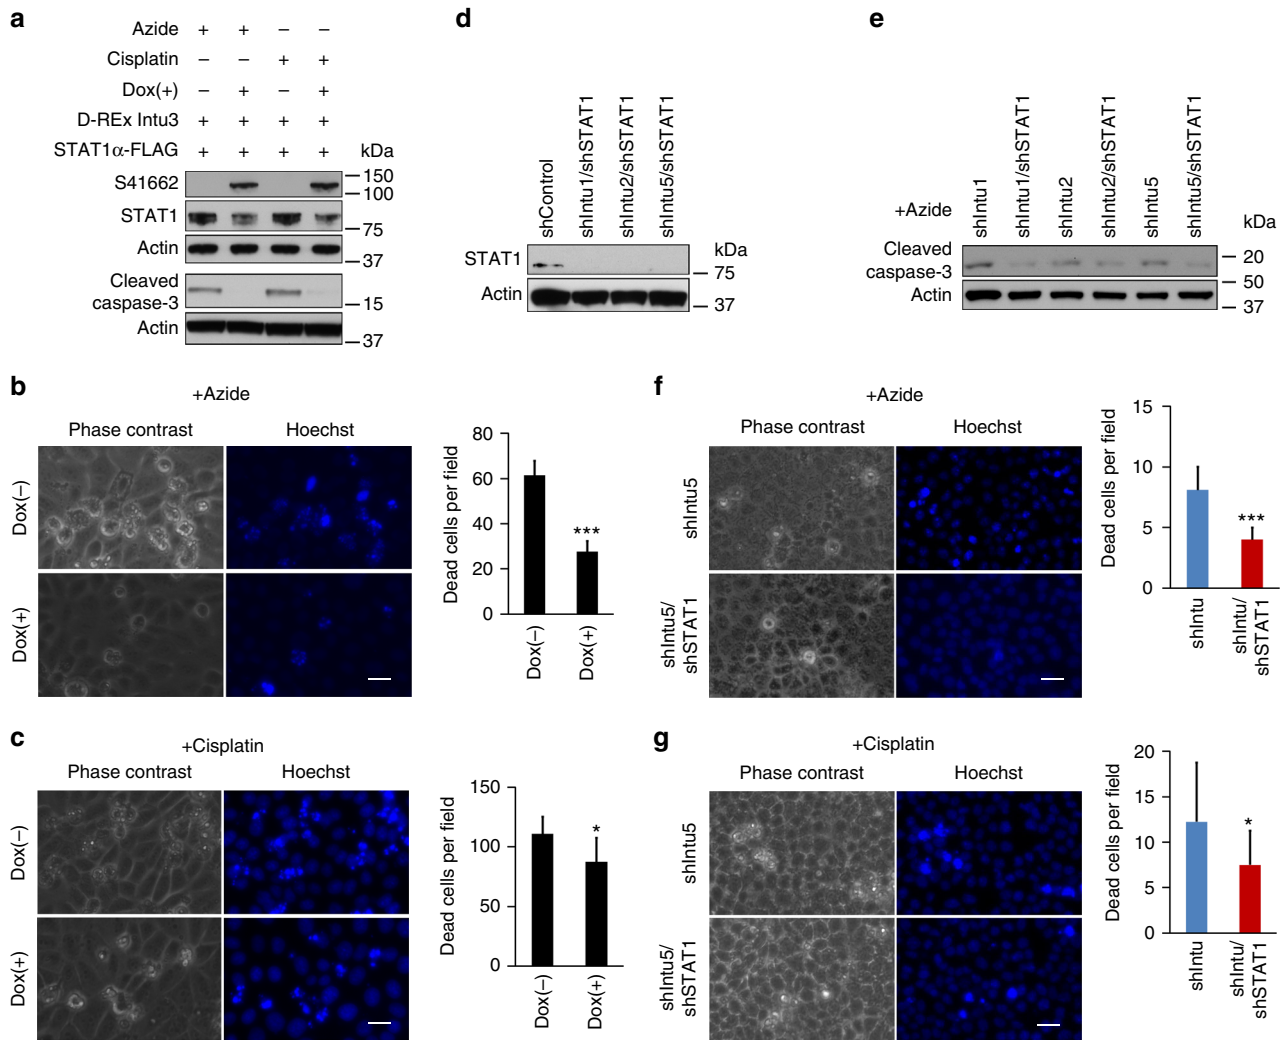 a
Azide + + – –
Cisplatin – – + +
Dox(+) – + – +
D-REx Intu3 + + + +
STAT1α-FLAG + + + + kDa
S41662 150
100
STAT1 75
Actin 37
Cleaved
caspase-3 15
Actin 37
d
shControl
shIntu1/shSTAT1
shIntu2/shSTAT1
shIntu5/shSTAT1
kDa
STAT1 75
Actin 37
e
+Azide
shIntu1
shIntu1/shSTAT1
shIntu2
shIntu2/shSTAT1
shIntu5
shIntu5/shSTAT1
kDa
Cleaved
caspase-3
20
50
Actin 37
b
+Azide
Phase contrast Hoechst
Dox(–)
Dox(+)
Dead cells per field
80
60
40
20
0
***
Dox(–)
Dox(+)
c
+Cisplatin
Phase contrast Hoechst
Dox(–)
Dox(+)
Dead cells per field
150
100
50
0
*
Dox(–)
Dox(+)
f
+Azide
Phase contrast Hoechst
shIntu5
shIntu5/
shSTAT1
Dead cells per field
15
10
5
0
***
shIntu
shIntu/
shSTAT1
g
+Cisplatin
Phase contrast Hoechst
shIntu5
shIntu5/
shSTAT1
Dead cells per field
20
15
10
5
0
*
shIntu
shIntu/
shSTAT1